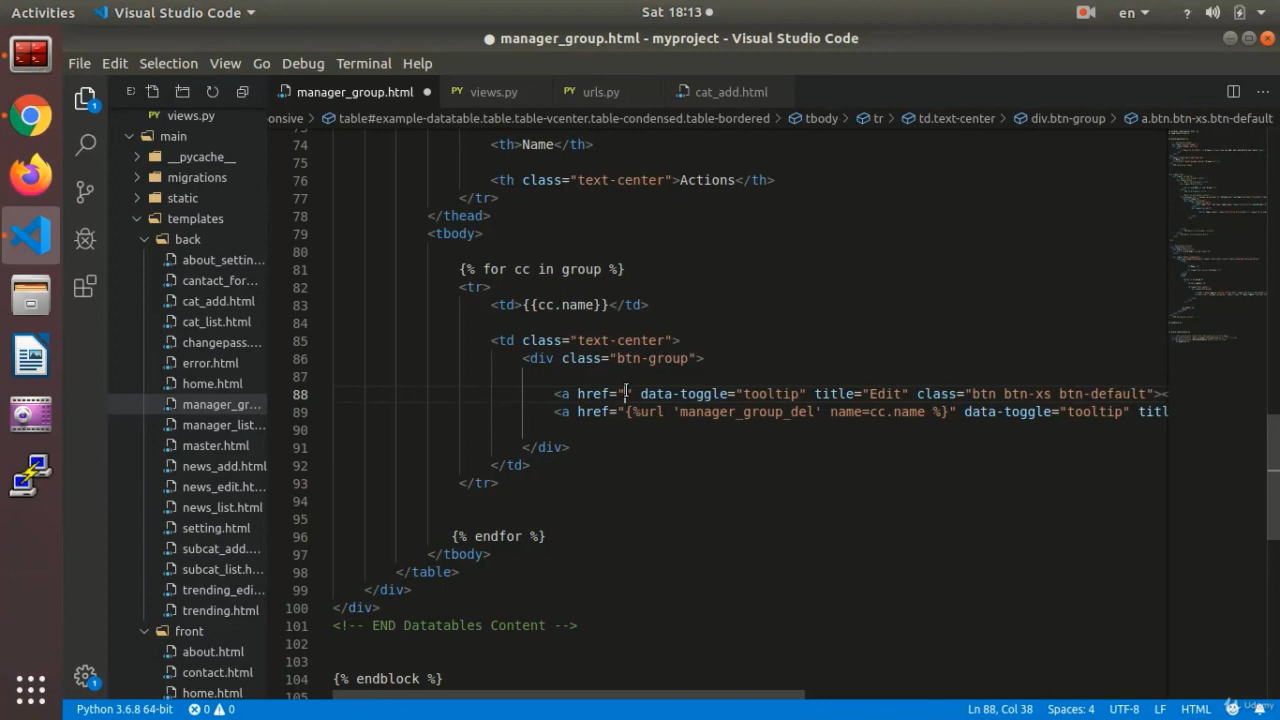 Activities Visual Studio Code Sat 18:13 en ?
manager_group.html - myproject - Visual Studio Code
File Edit Selection View Go Debug Terminal Help
manager_group.html views.py urls.py cat_add.html
onsive table#example-datatable.table.table-vcenter.table-condensed.table-bordered tbody tr td.text-center div.btn-group a.btn.btn-xs.btn-default
views.py
main
__pycache__
migrations
static
templates
back
about_settin...
cantact_for...
cat_add.html
cat_list.html
changepass....
error.html
home.html
manager_gr...
manager_list...
master.html
news_add.html
news_edit.ht...
news_list.html
setting.html
subcat_add....
subcat_list.h...
trending_edi...
trending.html
front
about.html
contact.html
home.html
74 <th>Name</th>
75
76 <th class="text-center">Actions</th>
77 </tr>
78 </thead>
79 <tbody>
80
81 {% for cc in group %}
82 <tr>
83 <td>{{cc.name}}</td>
84
85 <td class="text-center">
86 <div class="btn-group">
87
88 <a href="" data-toggle="tooltip" title="Edit" class="btn btn-xs btn-default"><
89 <a href="{%url 'manager_group_del' name=cc.name %}" data-toggle="tooltip" titl
90
91 </div>
92 </td>
93 </tr>
94
95
96 {% endfor %}
97 </tbody>
98 </table>
99 </div>
100 </div>
101 <!-- END Datatables Content -->
102
103
104 {% endblock %}
105
Python 3.6.8 64-bit 0 0 Ln 88, Col 38 Spaces: 4 UTF-8 LF HTML
1
1
Udemy